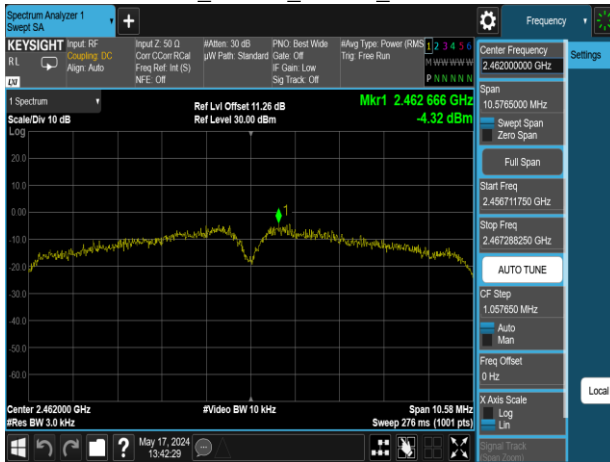 Spectrum Analyzer 1
Swept SA
Frequency
Settings
KEYSIGHT
RL
LXI
Input: RF
Coupling: DC
Align: Auto
Input Z: 50 Ω
Corr CCorr RCal
Freq Ref: Int (S)
NFE: Off
#Atten: 30 dB
µW Path: Standard
PNO: Best Wide
Gate: Off
IF Gain: Low
Sig Track: Off
#Avg Type: Power (RMS
Trig: Free Run
1 2 3 4 5 6
M W W W W W
P N N N N N
1 Spectrum
Scale/Div 10 dB
Log
Ref Lvl Offset 11.26 dB
Ref Level 30.00 dBm
Mkr1 2.462 666 GHz
-4.32 dBm
20.0
10.0
0.00
-10.0
-20.0
-30.0
-40.0
-50.0
-60.0
1
Center 2.462000 GHz
#Res BW 3.0 kHz
#Video BW 10 kHz
Span 10.58 MHz
Sweep 276 ms (1001 pts)
Center Frequency
2.462000000 GHz
Span
10.5765000 MHz
Swept Span
Zero Span
Full Span
Start Freq
2.456711750 GHz
Stop Freq
2.467288250 GHz
AUTO TUNE
CF Step
1.057650 MHz
Auto
Man
Freq Offset
0 Hz
X Axis Scale
Log
Lin
Signal Track
(Span Zoom)
Local
May 17, 2024
13:42:29